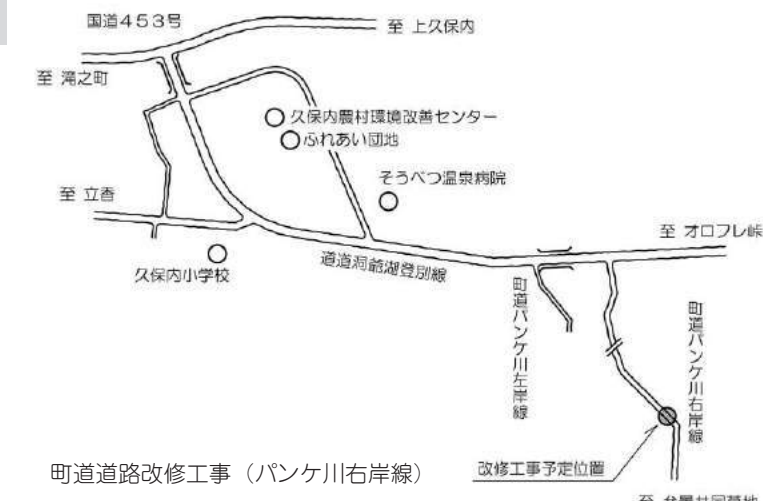 国道453号
至 上久保内
至 滝之町
久保内農村環境改善センター
ふれあい団地
そうべつ温泉病院
至 立香
至 オロフレ峠
久保内小学校
道道洞爺湖登別線
町道パンケ川左岸線
町道パンケ川右岸線
町道道路改修工事(パンケ川右岸線)
改修工事予定位置